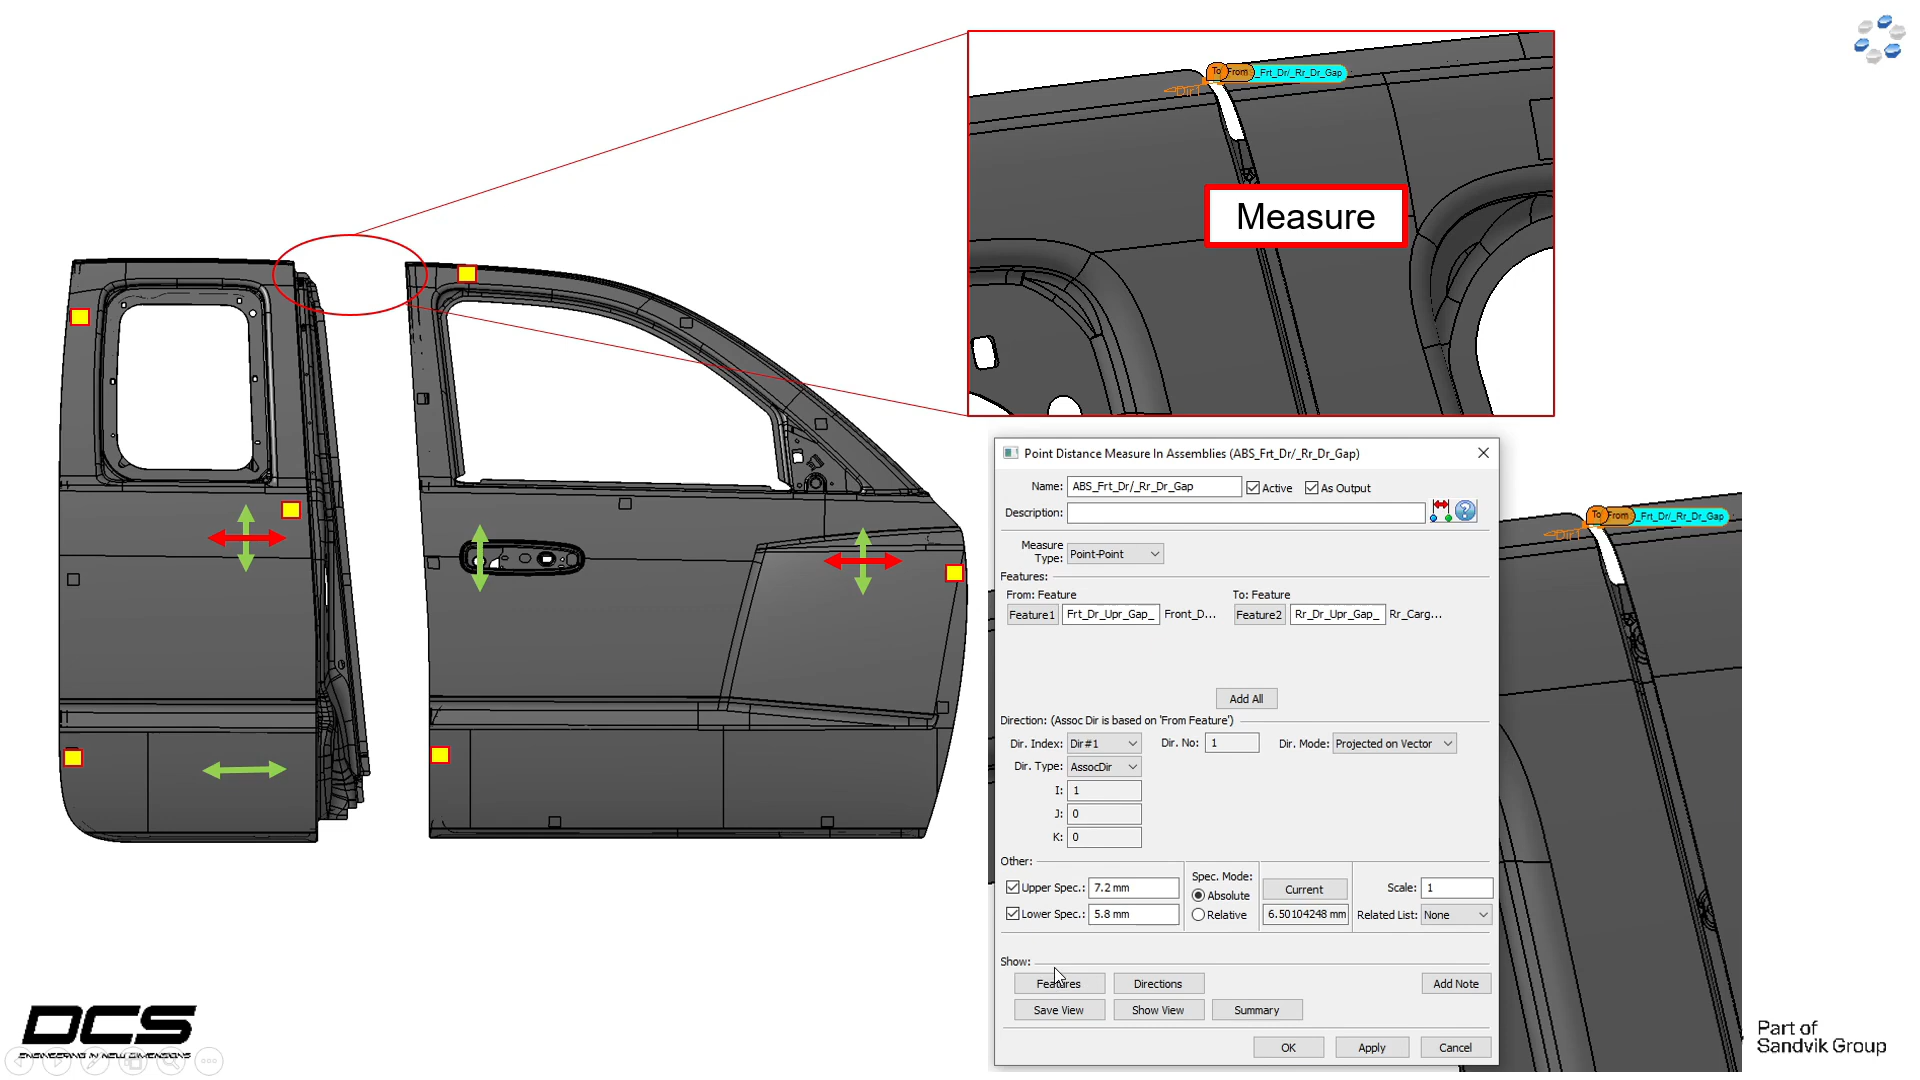 To From _Frt_Dr/_Rr_Dr_Gap
Dir1
Measure
Point Distance Measure In Assemblies (ABS_Frt_Dr/_Rr_Dr_Gap)
Name: ABS_Frt_Dr/_Rr_Dr_Gap Active As Output
Description:
Measure Type: Point-Point
Features:
From: Feature To: Feature
Feature1 Frt_Dr_Upr_Gap_ Front_D... Feature2 Rr_Dr_Upr_Gap_ Rr_Carg...
Add All
Direction: (Assoc Dir is based on 'From Feature')
Dir. Index: Dir#1 Dir. No: 1 Dir. Mode: Projected on Vector
Dir. Type: AssocDir
I: 1
J: 0
K: 0
Other:
Upper Spec.: 7.2 mm Spec. Mode: Absolute Current Scale: 1
Lower Spec.: 5.8 mm Relative 6.50104248 mm Related List: None
Show:
Features Directions Add Note
Save View Show View Summary
OK Apply Cancel
To From _Frt_Dr/_Rr_Dr_Gap
Dir1
DCS
ENGINEERING IN NEW DIMENSIONS
Part of
Sandvik Group